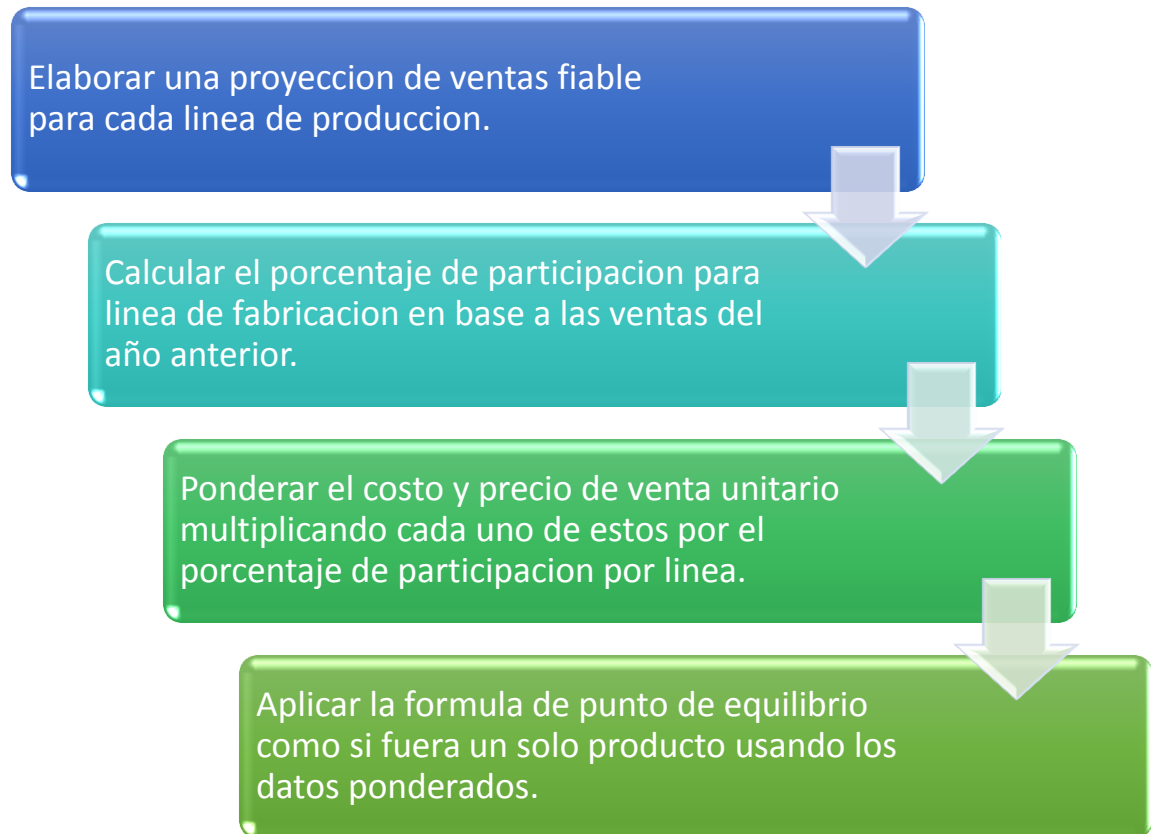 Elaborar una proyeccion de ventas fiable
para cada linea de produccion.
Calcular el porcentaje de participacion para
linea de fabricacion en base a las ventas del
año anterior.
Ponderar el costo y precio de venta unitario
multiplicando cada uno de estos por el
porcentaje de participacion por linea.
Aplicar la formula de punto de equilibrio
como si fuera un solo producto usando los
datos ponderados.